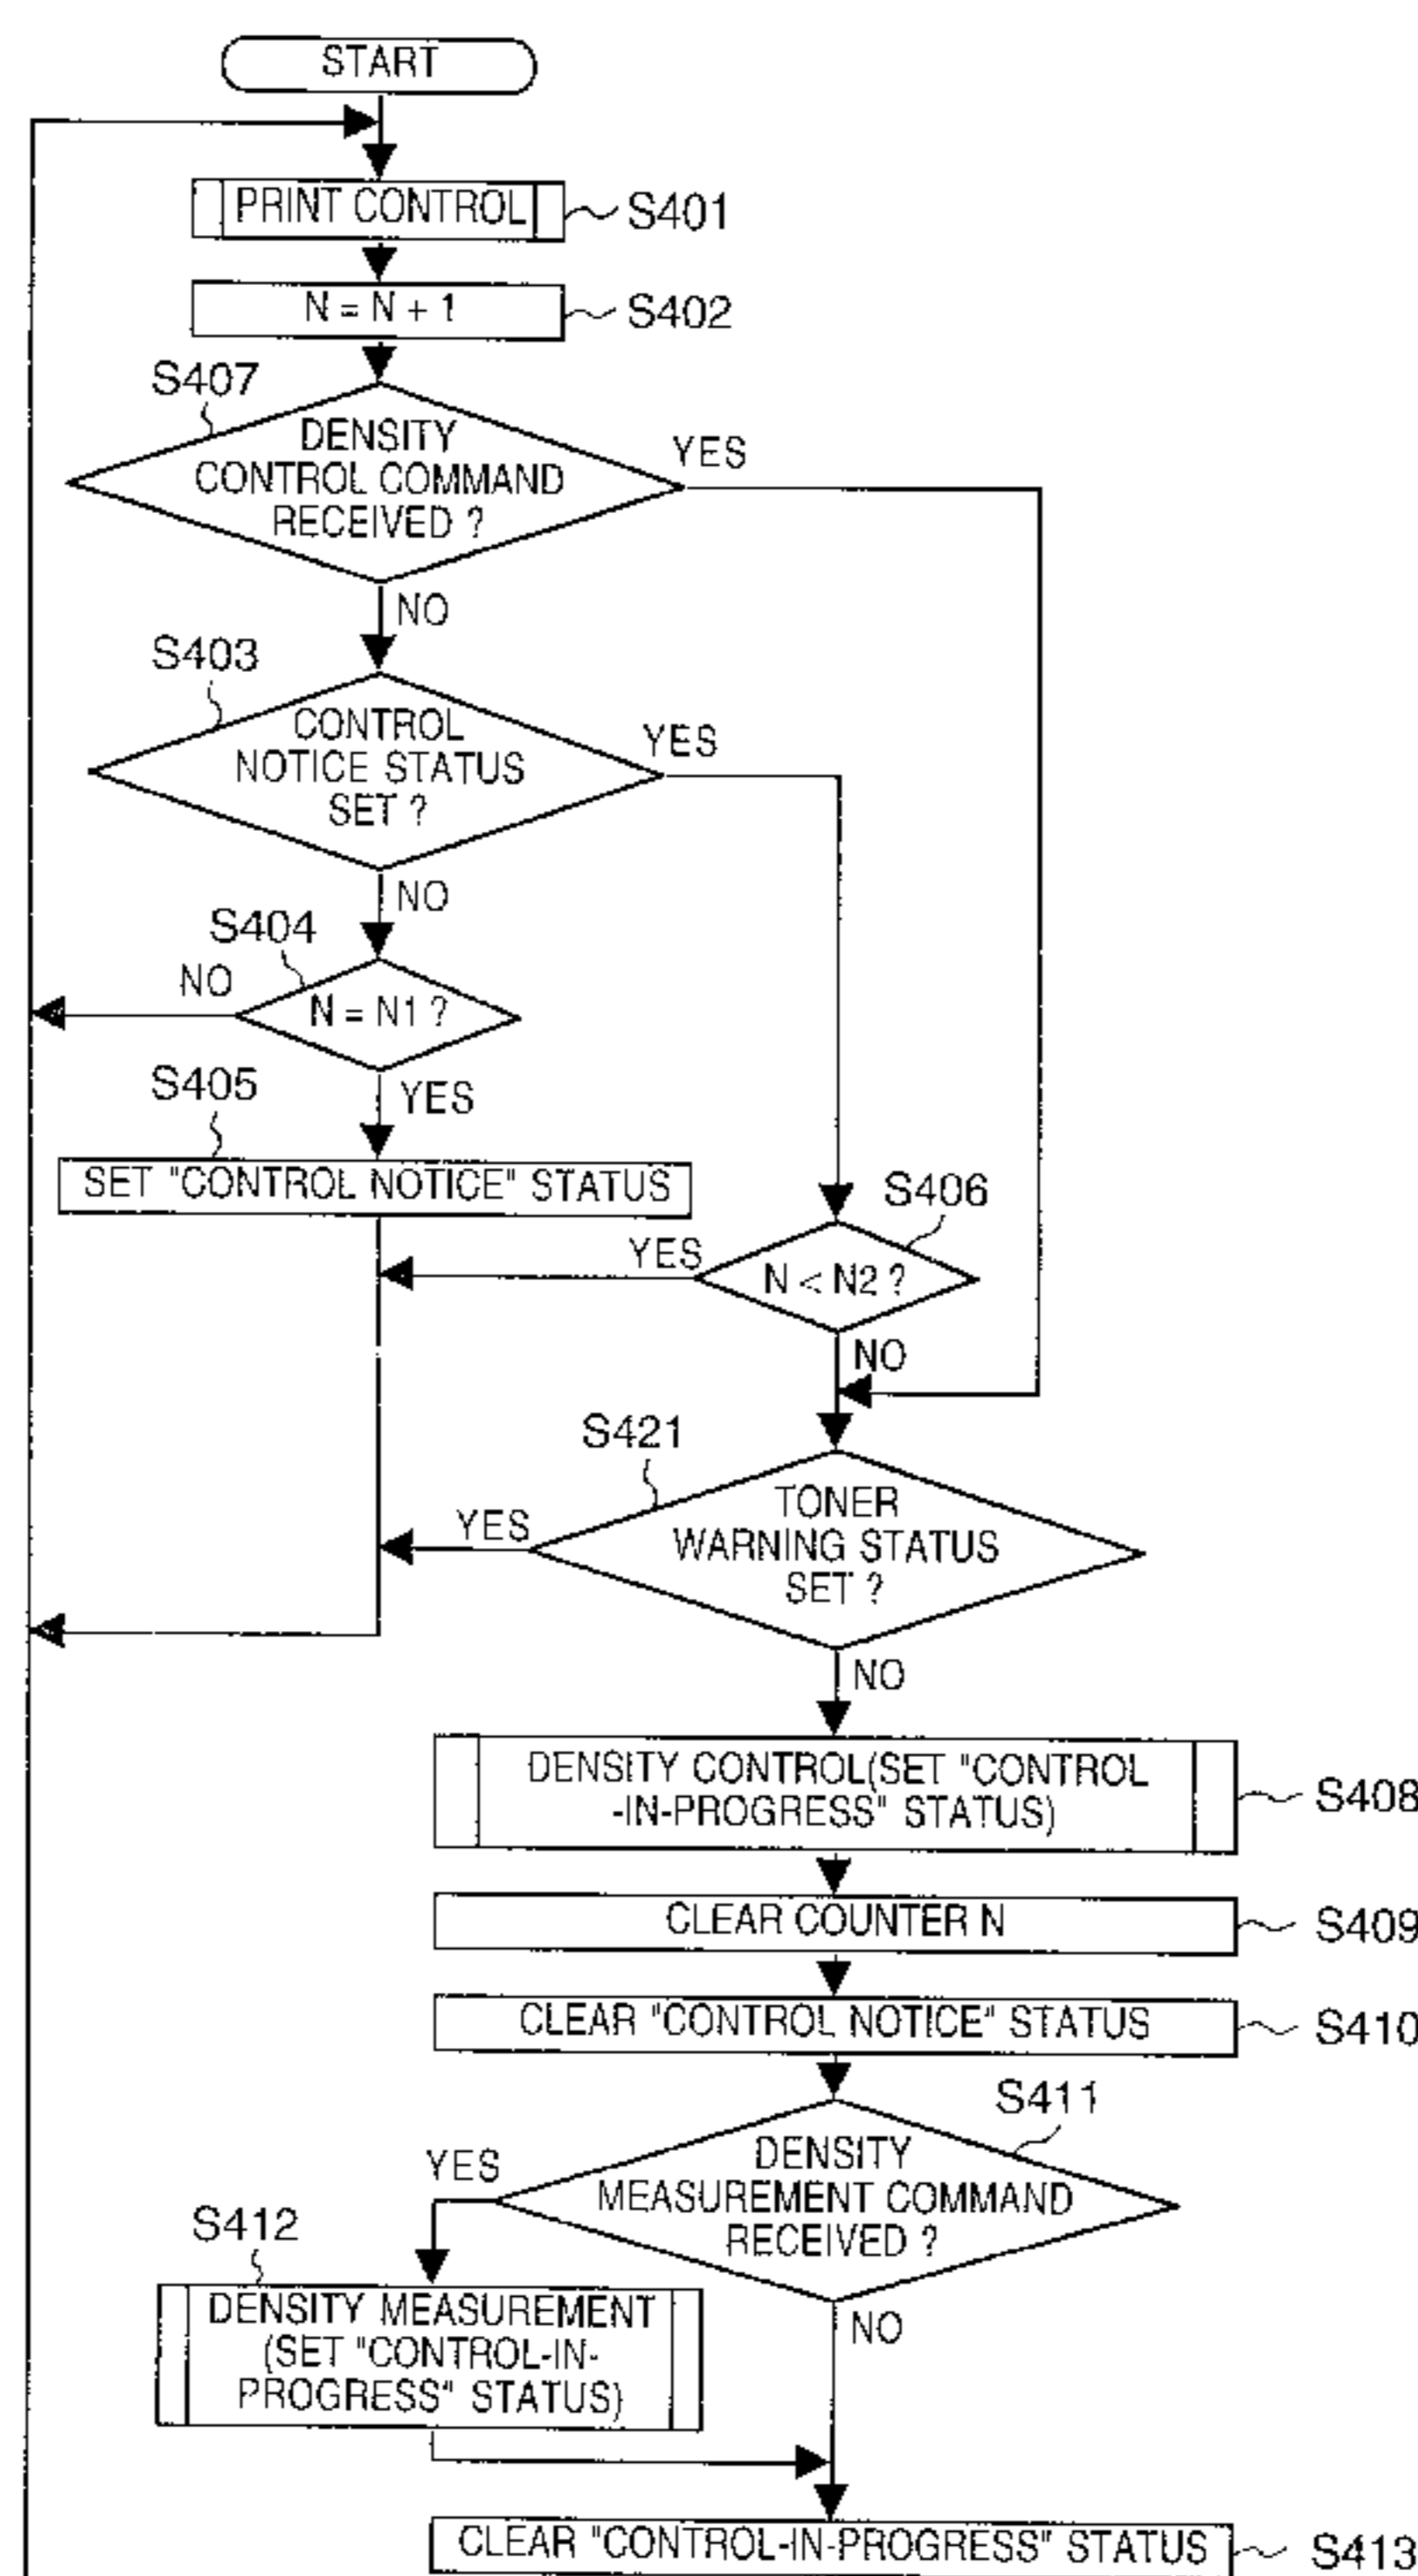 START
PRINT CONTROL
S401
N = N + 1
S402
S407
DENSITY
CONTROL COMMAND
RECEIVED ?
YES
NO
S403
CONTROL
NOTICE STATUS
SET ?
YES
NO
S404
NO
N = N1 ?
YES
S405
SET "CONTROL NOTICE" STATUS
S406
YES
N < N2 ?
NO
S421
TONER
WARNING STATUS
SET ?
YES
NO
DENSITY CONTROL(SET "CONTROL
-IN-PROGRESS" STATUS)
S408
CLEAR COUNTER N
S409
CLEAR "CONTROL NOTICE" STATUS
S410
S411
DENSITY
MEASUREMENT COMMAND
RECEIVED ?
YES
NO
S412
DENSITY MEASUREMENT
(SET "CONTROL-IN-
PROGRESS" STATUS)
CLEAR "CONTROL-IN-PROGRESS" STATUS
S413